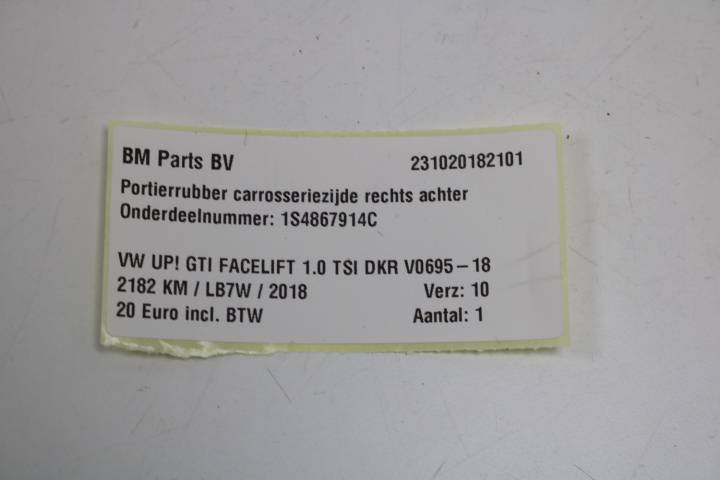 BM Parts BV 231020182101
Portierrubber carrosseriezijde rechts achter
Onderdeelnummer: 1S4867914C
VW UP! GTI FACELIFT 1.0 TSI DKR V0695 – 18
2182 KM / LB7W / 2018 Verz: 10
20 Euro incl. BTW Aantal: 1